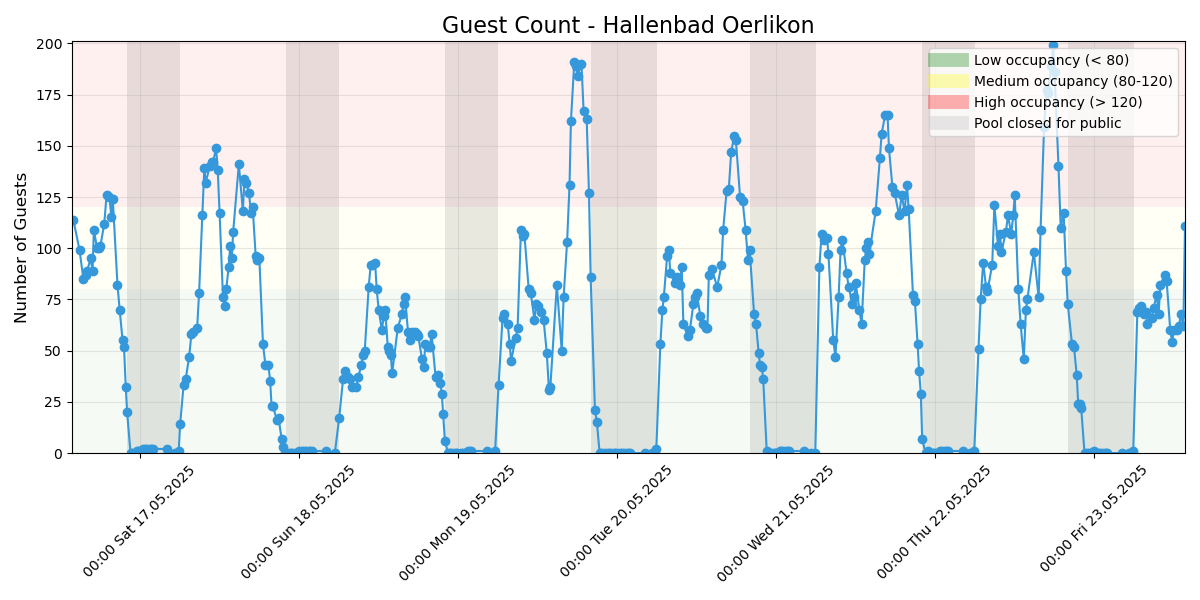 Guest Count - Hallenbad Oerlikon
Number of Guests
200
175
150
125
100
75
50
25
0
Low occupancy (< 80)
Medium occupancy (80-120)
High occupancy (> 120)
Pool closed for public
00:00 Sat 17.05.2025
00:00 Sun 18.05.2025
00:00 Mon 19.05.2025
00:00 Tue 20.05.2025
00:00 Wed 21.05.2025
00:00 Thu 22.05.2025
00:00 Fri 23.05.2025